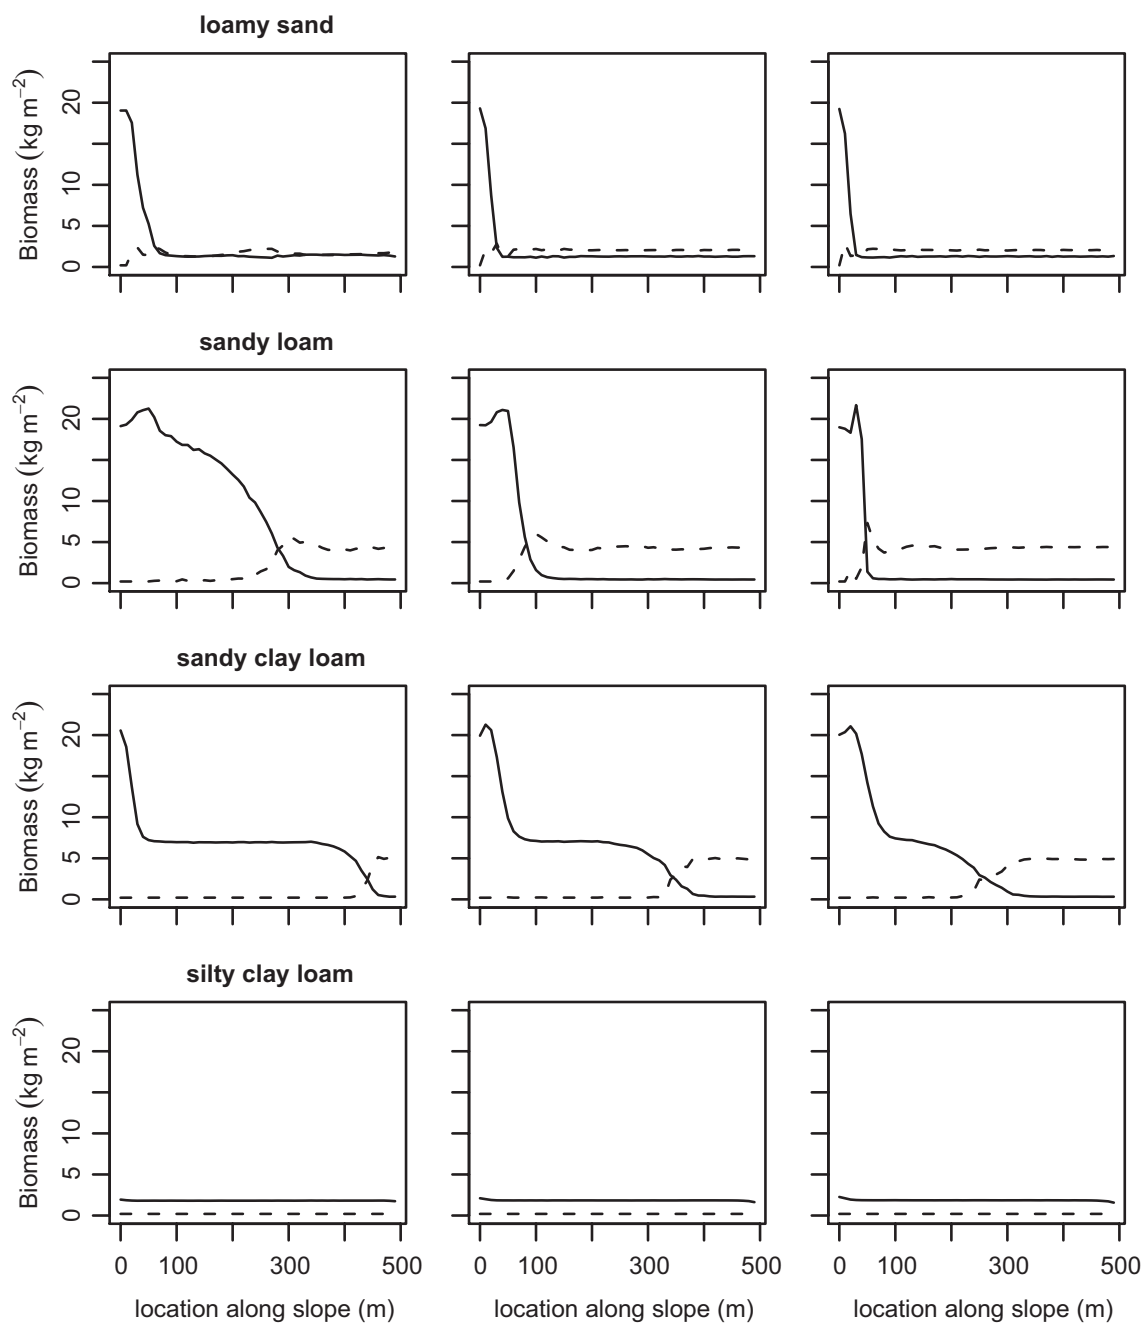 loamy sand
Biomass (kg m⁻²)
20
10
5
0
sandy loam
Biomass (kg m⁻²)
20
10
5
0
sandy clay loam
Biomass (kg m⁻²)
20
10
5
0
silty clay loam
Biomass (kg m⁻²)
20
10
5
0
0 100 300 500 0 100 300 500 0 100 300 500
location along slope (m) location along slope (m) location along slope (m)